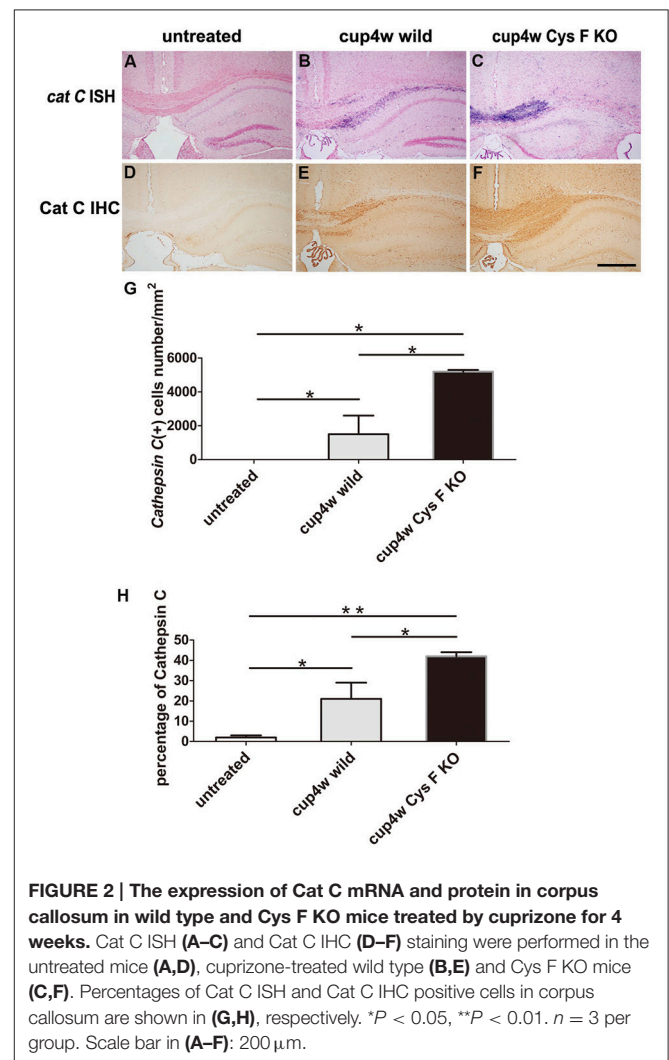 untreated cup4w wild cup4w Cys F KO
A B C
cat C ISH
D E F
Cat C IHC
G
Cathepsin C(+) cells number/mm²
6000
4000
2000
0
*
*
*
untreated
cup4w wild
cup4w Cys F KO
H
percentage of Cathepsin C
50
40
30
20
10
0
* *
*
*
untreated
cup4w wild
cup4w Cys F KO
FIGURE 2 | The expression of Cat C mRNA and protein in corpus
callosum in wild type and Cys F KO mice treated by cuprizone for 4
weeks. Cat C ISH (A–C) and Cat C IHC (D–F) staining were performed in the
untreated mice (A,D), cuprizone-treated wild type (B,E) and Cys F KO mice
(C,F). Percentages of Cat C ISH and Cat C IHC positive cells in corpus
callosum are shown in (G,H), respectively. *P < 0.05, **P < 0.01. n = 3 per
group. Scale bar in (A–F): 200 μm.